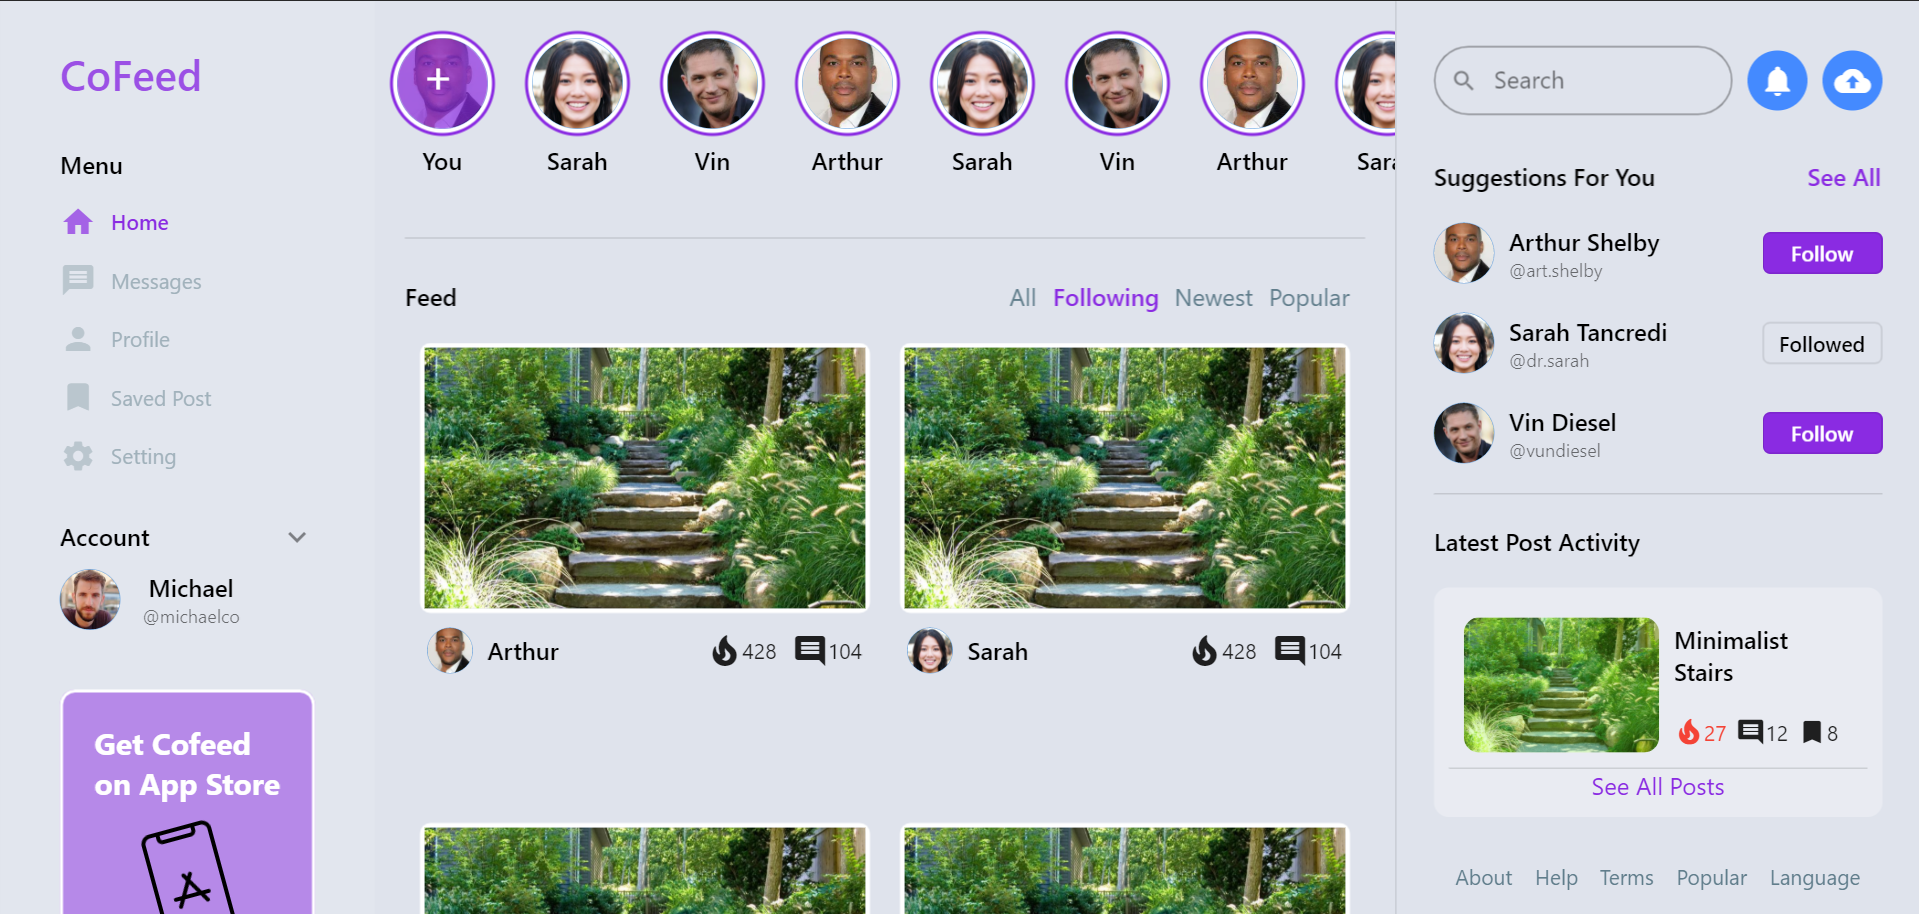 CoFeed
Menu
Home
Messages
Profile
Saved Post
Setting
Account
Michael
@michaelco
Get Cofeed
on App Store
You
Sarah
Vin
Arthur
Sarah
Vin
Arthur
Sara
Feed
All
Following
Newest
Popular
Arthur
428
104
Sarah
428
104
Search
Suggestions For You
See All
Arthur Shelby
@art.shelby
Follow
Sarah Tancredi
@dr.sarah
Followed
Vin Diesel
@vundiesel
Follow
Latest Post Activity
Minimalist
Stairs
27
12
8
See All Posts
About
Help
Terms
Popular
Language